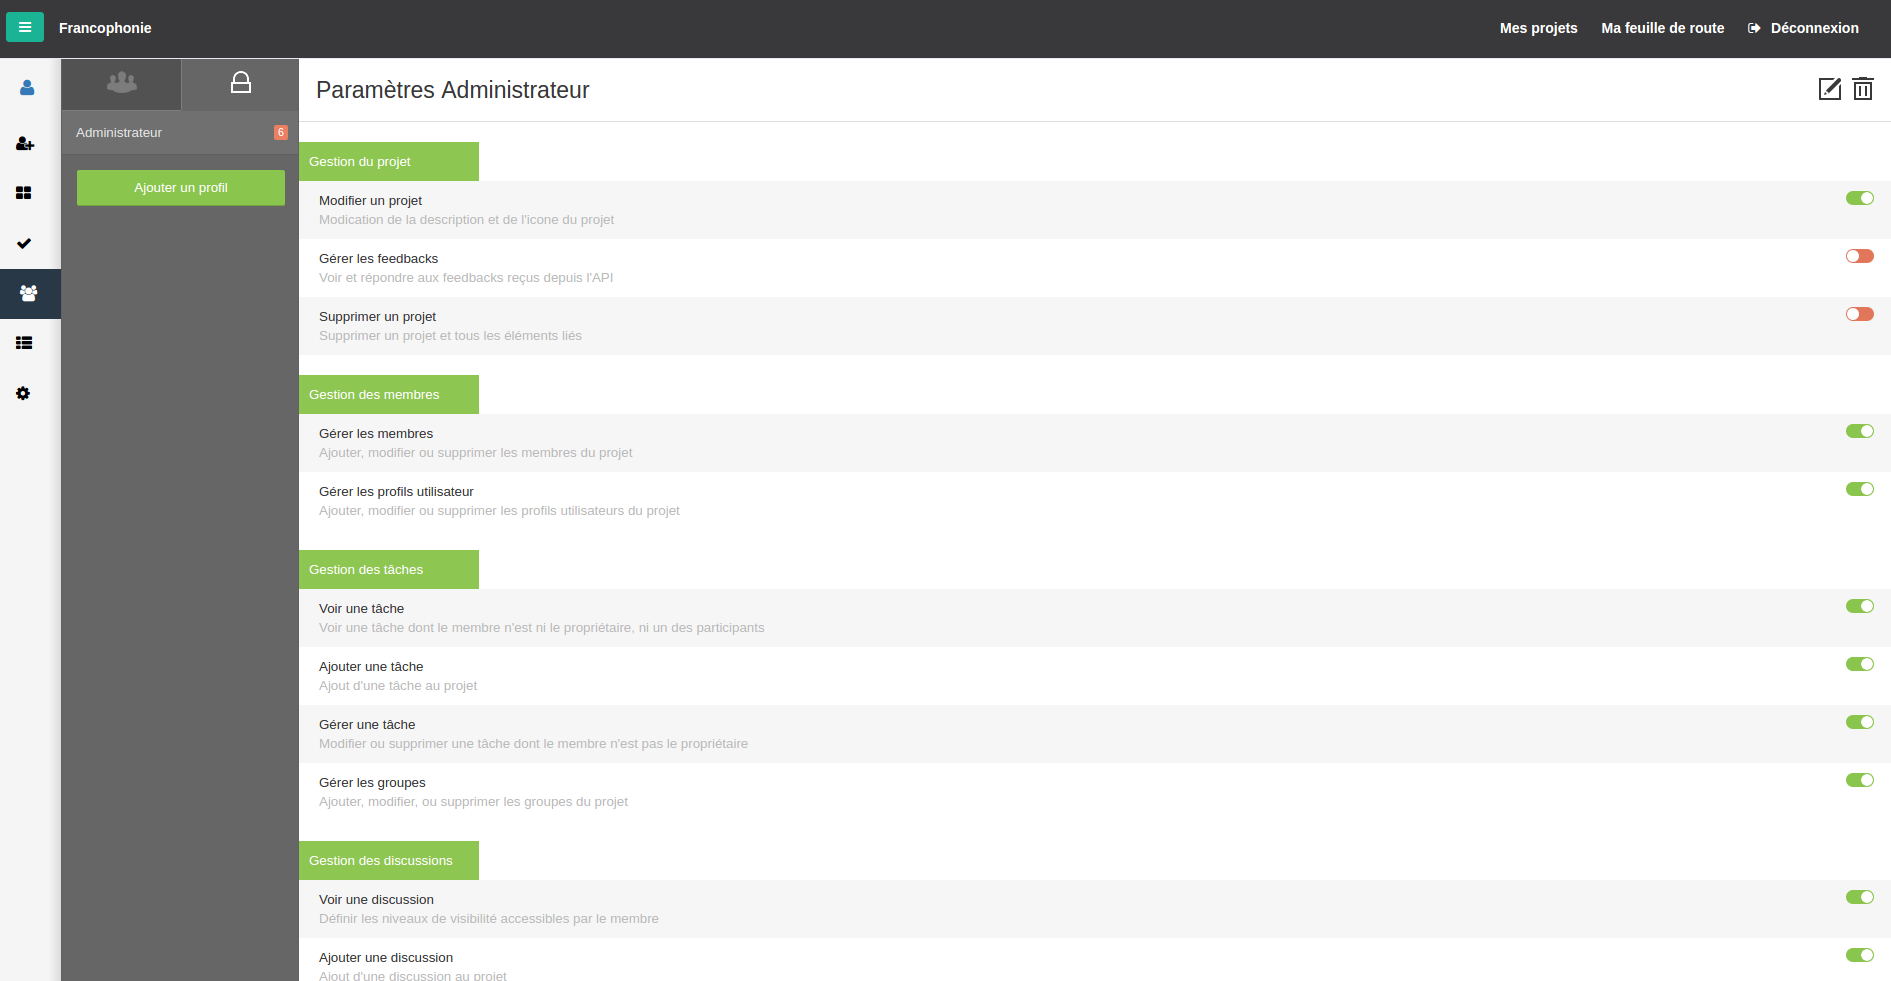 Francophonie
Mes projets
Ma feuille de route
Déconnexion
Administrateur
6
Ajouter un profil
Paramètres Administrateur
Gestion du projet
Modifier un projet
Modication de la description et de l'icone du projet
Gérer les feedbacks
Voir et répondre aux feedbacks reçus depuis l'API
Supprimer un projet
Supprimer un projet et tous les éléments liés
Gestion des membres
Gérer les membres
Ajouter, modifier ou supprimer les membres du projet
Gérer les profils utilisateur
Ajouter, modifier ou supprimer les profils utilisateurs du projet
Gestion des tâches
Voir une tâche
Voir une tâche dont le membre n'est ni le propriétaire, ni un des participants
Ajouter une tâche
Ajout d'une tâche au projet
Gérer une tâche
Modifier ou supprimer une tâche dont le membre n'est pas le propriétaire
Gérer les groupes
Ajouter, modifier, ou supprimer les groupes du projet
Gestion des discussions
Voir une discussion
Définir les niveaux de visibilité accessibles par le membre
Ajouter une discussion
Ajout d'une discussion au projet